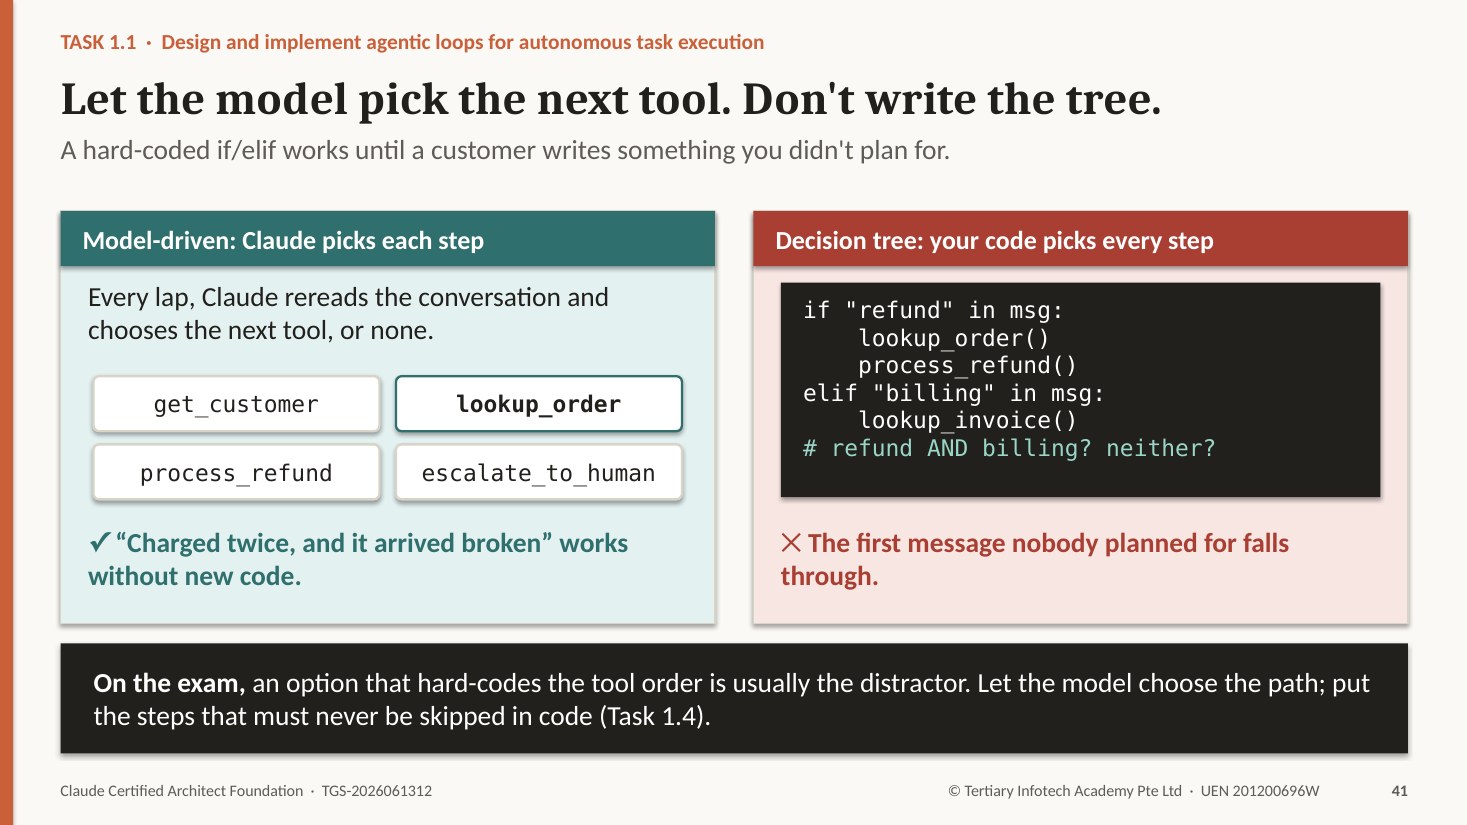 TASK 1.1 · Design and implement agentic loops for autonomous task execution
Let the model pick the next tool. Don't write the tree.
A hard-coded if/elif works until a customer writes something you didn't plan for.
Model-driven: Claude picks each step
Every lap, Claude rereads the conversation and
chooses the next tool, or none.
get_customer
lookup_order
process_refund
escalate_to_human
✓ “Charged twice, and it arrived broken” works
without new code.
Decision tree: your code picks every step
if "refund" in msg:
    lookup_order()
    process_refund()
elif "billing" in msg:
    lookup_invoice()
# refund AND billing? neither?
✕ The first message nobody planned for falls
through.
On the exam, an option that hard-codes the tool order is usually the distractor. Let the model choose the path; put
the steps that must never be skipped in code (Task 1.4).
Claude Certified Architect Foundation · TGS-2026061312
© Tertiary Infotech Academy Pte Ltd · UEN 201200696W
41